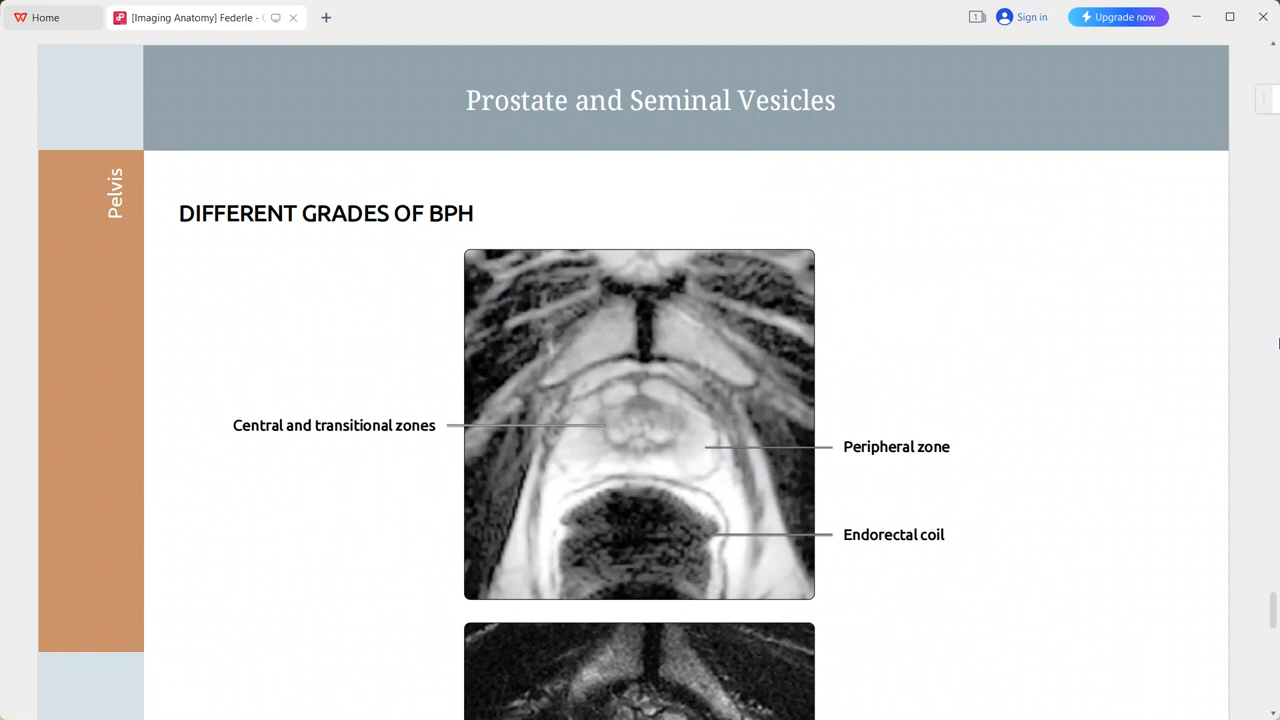 Home
[Imaging Anatomy] Federle -
1
Sign in
Upgrade now
Prostate and Seminal Vesicles
Pelvis
DIFFERENT GRADES OF BPH
Central and transitional zones
Peripheral zone
Endorectal coil